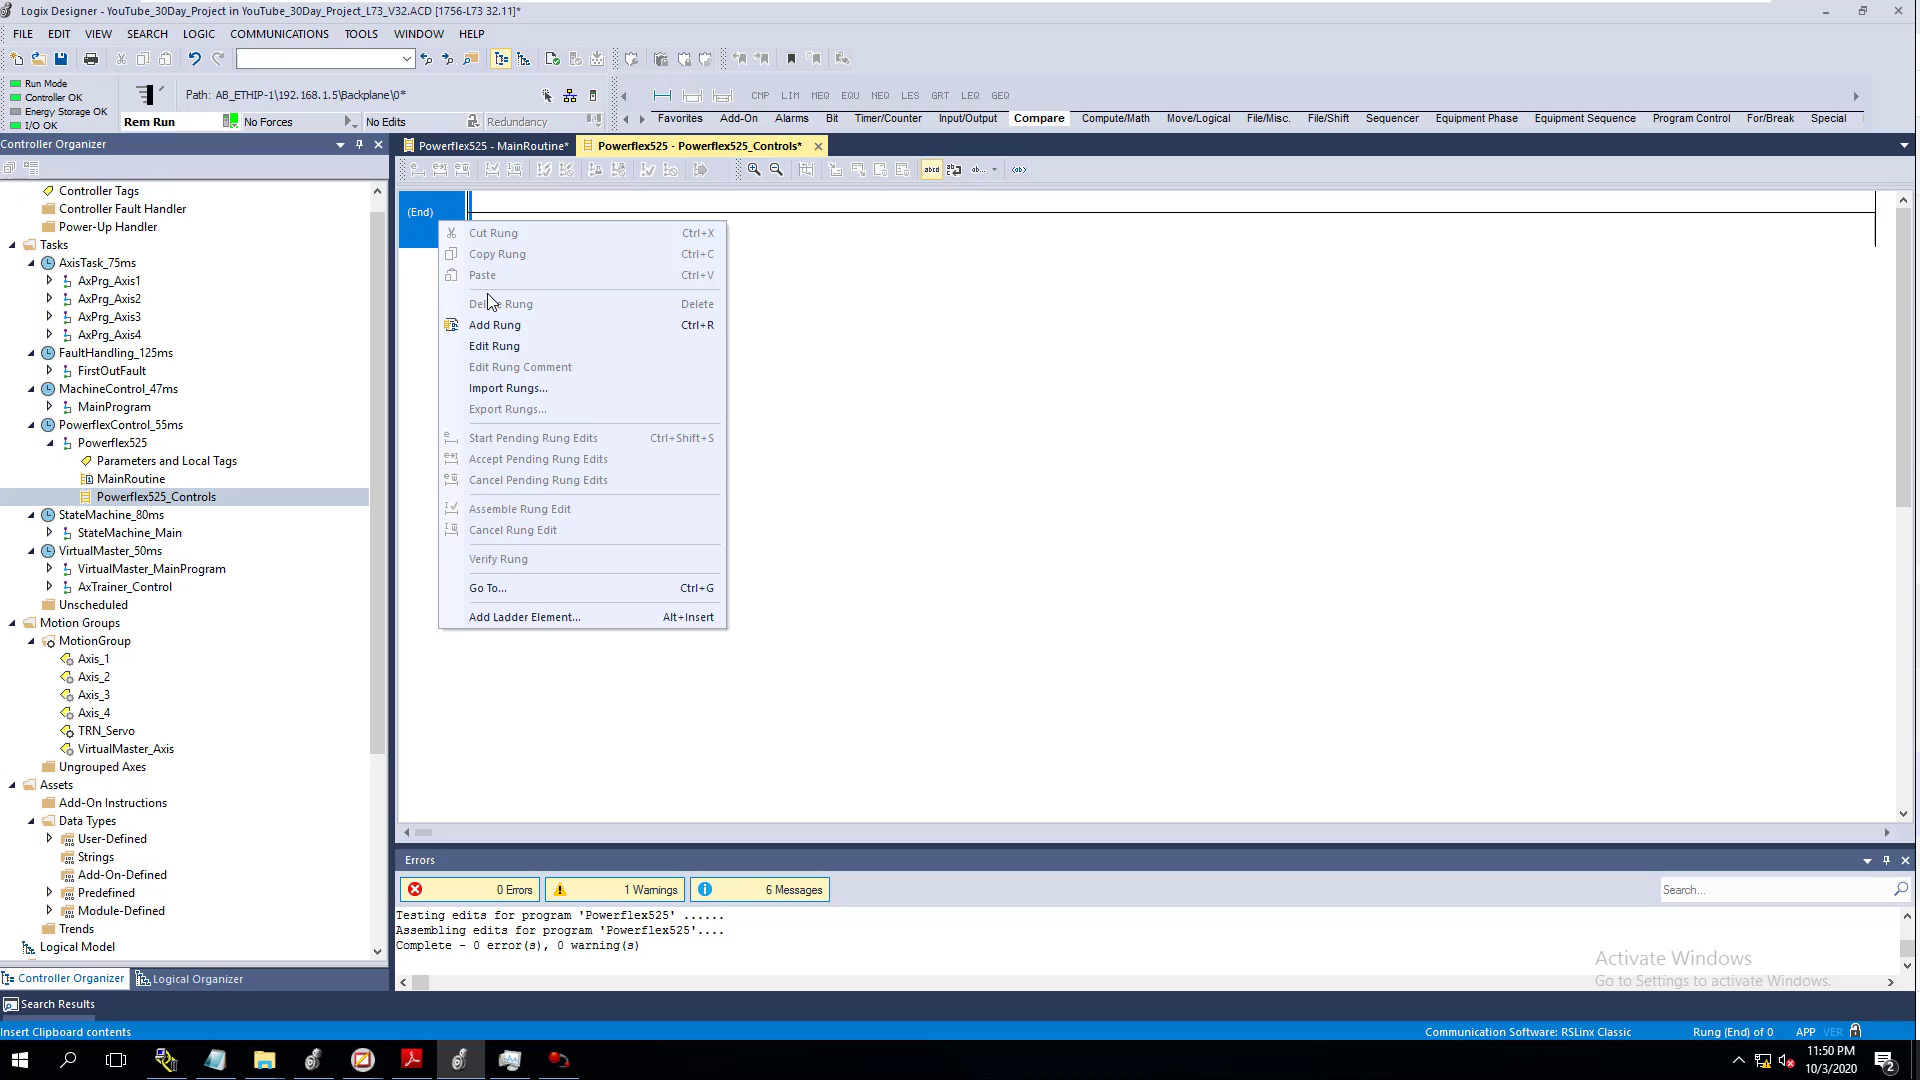 Logix Designer - YouTube_30Day_Project in YouTube_30Day_Project_L73_V32.ACD [1756-L73 32.11]*
FILE EDIT VIEW SEARCH LOGIC COMMUNICATIONS TOOLS WINDOW HELP
Run Mode
Controller OK
Energy Storage OK
I/O OK
Path: AB_ETHIP-1\192.168.1.5\Backplane\0*
Rem Run
No Forces
No Edits
Redundancy
CMP LIM MEQ EQU NEQ LES GRT LEQ GEQ
Favorites Add-On Alarms Bit Timer/Counter Input/Output Compare Compute/Math Move/Logical File/Misc. File/Shift Sequencer Equipment Phase Equipment Sequence Program Control For/Break Special
Controller Organizer
Controller Tags
Controller Fault Handler
Power-Up Handler
Tasks
AxisTask_75ms
AxPrg_Axis1
AxPrg_Axis2
AxPrg_Axis3
AxPrg_Axis4
FaultHandling_125ms
FirstOutFault
MachineControl_47ms
MainProgram
PowerflexControl_55ms
Powerflex525
Parameters and Local Tags
MainRoutine
Powerflex525_Controls
StateMachine_80ms
StateMachine_Main
VirtualMaster_50ms
VirtualMaster_MainProgram
AxTrainer_Control
Unscheduled
Motion Groups
MotionGroup
Axis_1
Axis_2
Axis_3
Axis_4
TRN_Servo
VirtualMaster_Axis
Ungrouped Axes
Assets
Add-On Instructions
Data Types
User-Defined
Strings
Add-On-Defined
Predefined
Module-Defined
Trends
Logical Model
Controller Organizer
Logical Organizer
Powerflex525 - MainRoutine*
Powerflex525 - Powerflex525_Controls*
abcd
ab...
(End)
Cut Rung Ctrl+X
Copy Rung Ctrl+C
Paste Ctrl+V
Delete Rung Delete
Add Rung Ctrl+R
Edit Rung
Edit Rung Comment
Import Rungs...
Export Rungs...
Start Pending Rung Edits Ctrl+Shift+S
Accept Pending Rung Edits
Cancel Pending Rung Edits
Assemble Rung Edit
Cancel Rung Edit
Verify Rung
Go To... Ctrl+G
Add Ladder Element... Alt+Insert
Errors
0 Errors
1 Warnings
6 Messages
Search...
Testing edits for program 'Powerflex525' ......
Assembling edits for program 'Powerflex525'....
Complete - 0 error(s), 0 warning(s)
Activate Windows
Go to Settings to activate Windows.
Search Results
Insert Clipboard contents
Communication Software: RSLinx Classic
Rung (End) of 0
APP VER
11:50 PM
10/3/2020
2